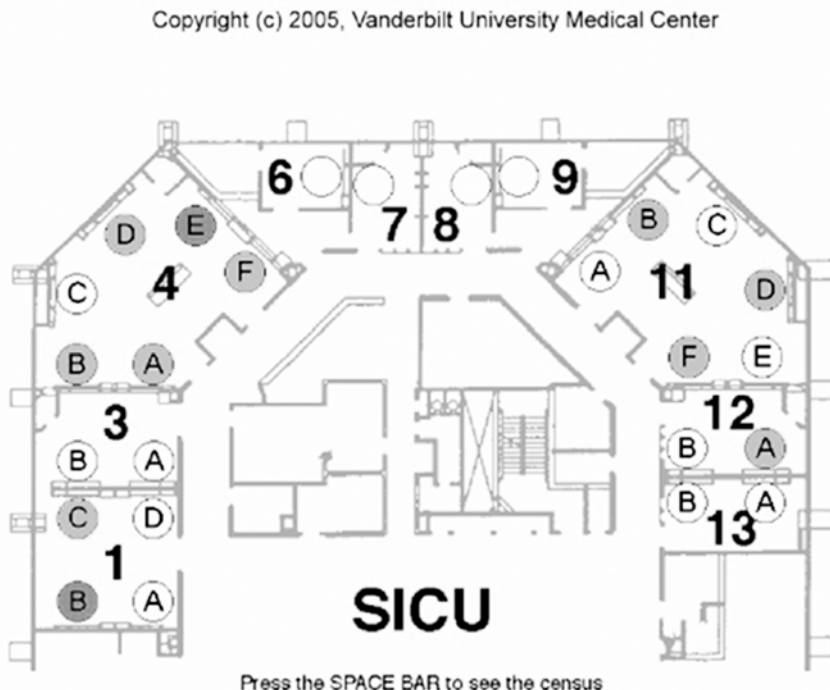 Copyright (c) 2005, Vanderbilt University Medical Center
6 7 8 9
D E F C 4 B A
B C A 11 D F E
3
B A
12
B A
C D
1
B A
B A
13
SICU
Press the SPACE BAR to see the census